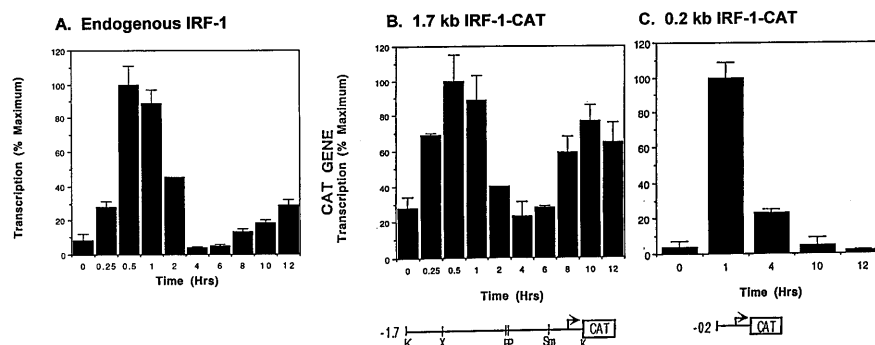 A. Endogenous IRF-1
Transcription (% Maximum)
120
100
80
60
40
20
0
0 0.25 0.5 1 2 4 6 8 10 12
Time (Hrs)
B. 1.7 kb IRF-1-CAT
CAT GENE
Transcription (% Maximum)
120
100
80
60
40
20
0
0 0.25 0.5 1 2 4 6 8 10 12
Time (Hrs)
-1.7
CAT
K X PP Sm K
C. 0.2 kb IRF-1-CAT
120
100
80
60
40
20
0
0 1 4 10 12
Time (Hrs)
-0.2
CAT